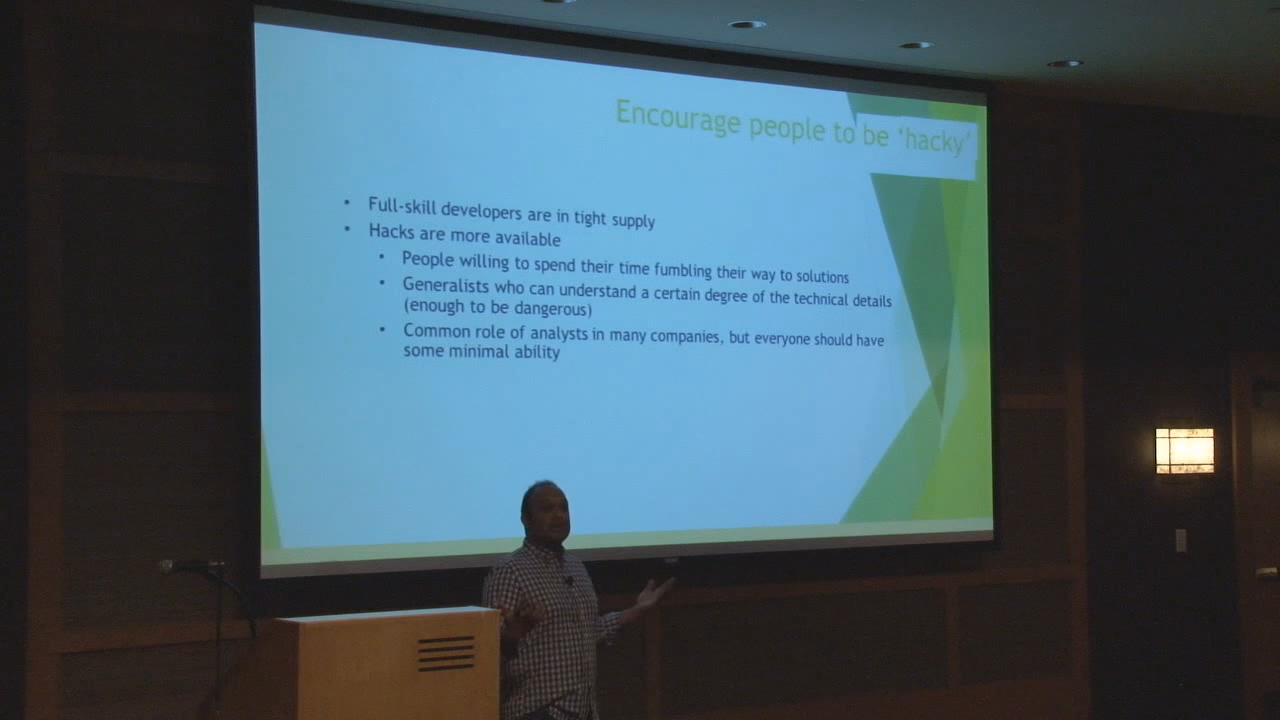 Encourage people to be ‘hacky’
• Full-skill developers are in tight supply
• Hacks are more available
• People willing to spend their time fumbling their way to solutions
• Generalists who can understand a certain degree of the technical details
(enough to be dangerous)
• Common role of analysts in many companies, but everyone should have
some minimal ability